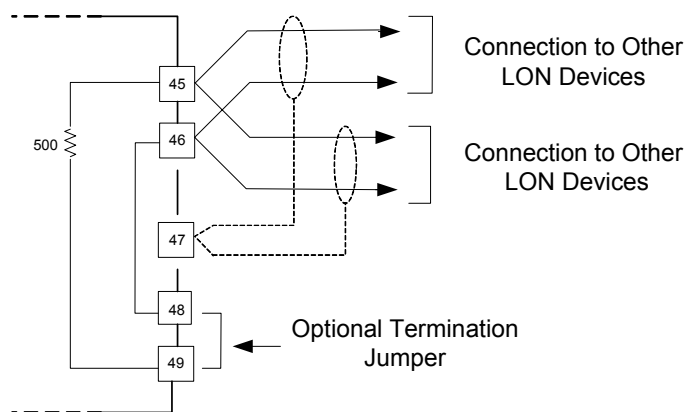 Connection to Other
LON Devices
45
46
500
Connection to Other
LON Devices
47
48
Optional Termination
Jumper
49